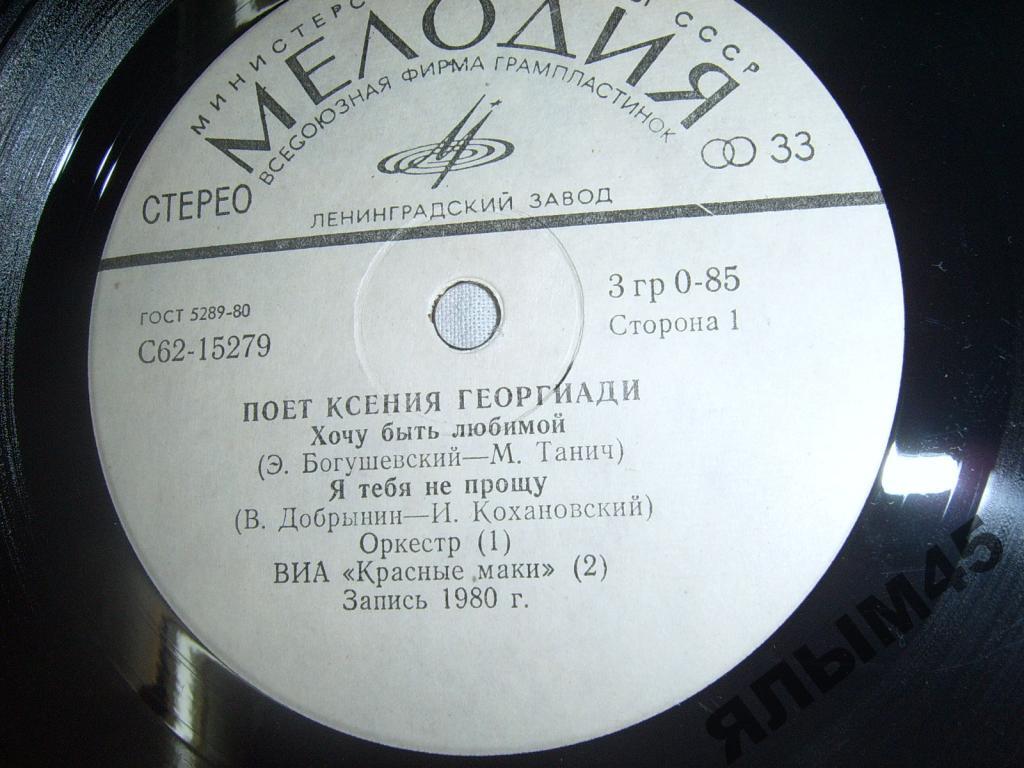 МИНИСТЕРС СССР
МЕЛОДИЯ
ВСЕСОЮЗНАЯ ФИРМА ГРАМПЛАСТИНОК
СТЕРЕО
33
ЛЕНИНГРАДСКИЙ ЗАВОД
ГОСТ 5289-80
С62-15279
3 гр 0-85
Сторона 1
ПОЕТ КСЕНИЯ ГЕОРГИАДИ
Хочу быть любимой
(Э. Богушевский—М. Танич)
Я тебя не прощу
(В. Добрынин—И. Кохановский)
Оркестр (1)
ВИА «Красные маки» (2)
Запись 1980 г.
ЯЛЫМ45